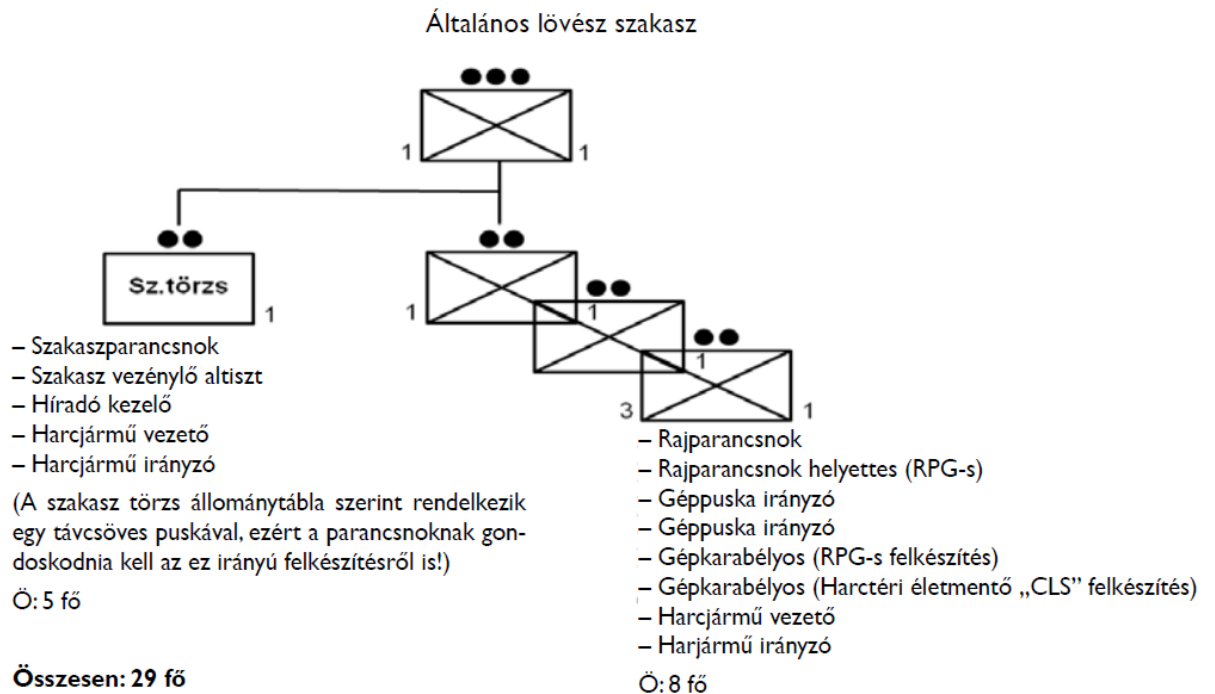 Általános lövész szakasz
1
1
Sz.törzs
1
1
1
1
3
1
– Szakaszparancsnok
– Szakasz vezénylő altiszt
– Híradó kezelő
– Harcjármű vezető
– Harcjármű irányzó
(A szakasz törzs állománytábla szerint rendelkezik
egy távcsöves puskával, ezért a parancsnoknak gon-
doskodnia kell az ez irányú felkészítésről is!)
Ö: 5 fő
Összesen: 29 fő
– Rajparancsnok
– Rajparancsnok helyettes (RPG-s)
– Géppuska irányzó
– Géppuska irányzó
– Gépkarabélyos (RPG-s felkészítés)
– Gépkarabélyos (Harctéri életmentő „CLS” felkészítés)
– Harcjármű vezető
– Harjármű irányzó
Ö: 8 fő